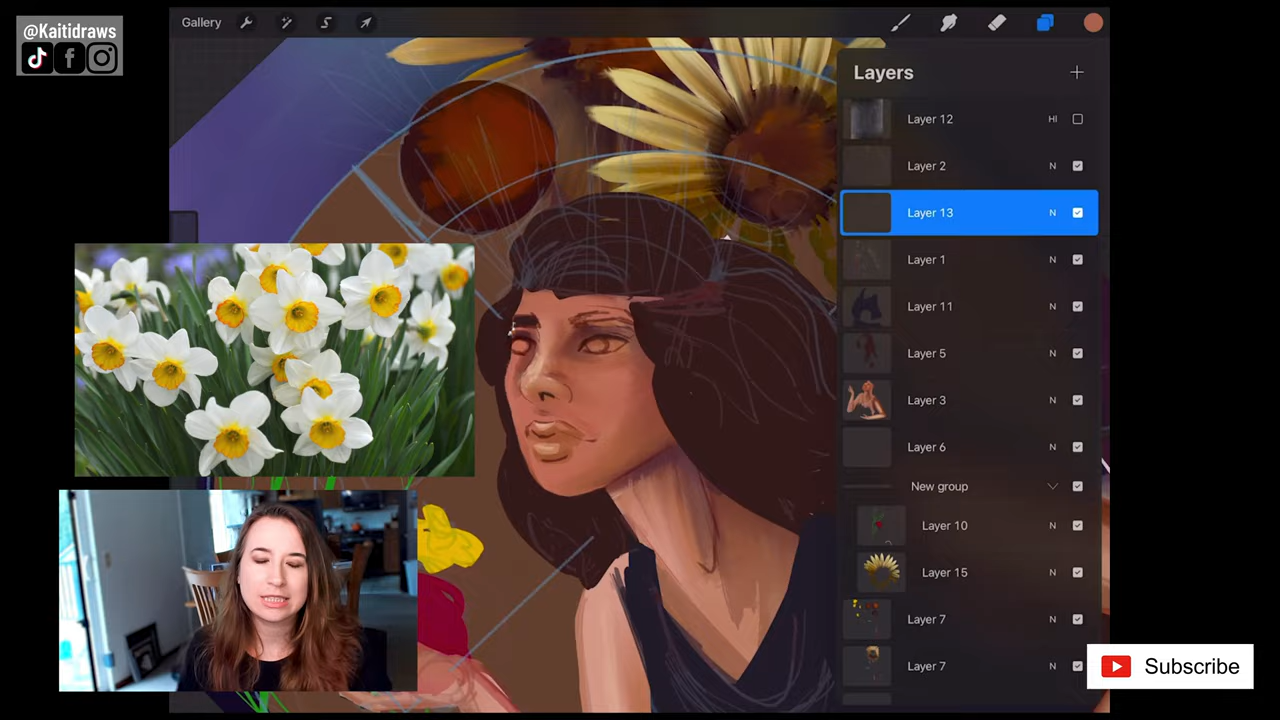 @Kaitidraws
Gallery
Layers
Layer 12 HI
Layer 2 N
Layer 13 N
Layer 1 N
Layer 11 N
Layer 5 N
Layer 3 N
Layer 6 N
New group
Layer 10 N
Layer 15 N
Layer 7 N
Layer 7 N
Subscribe